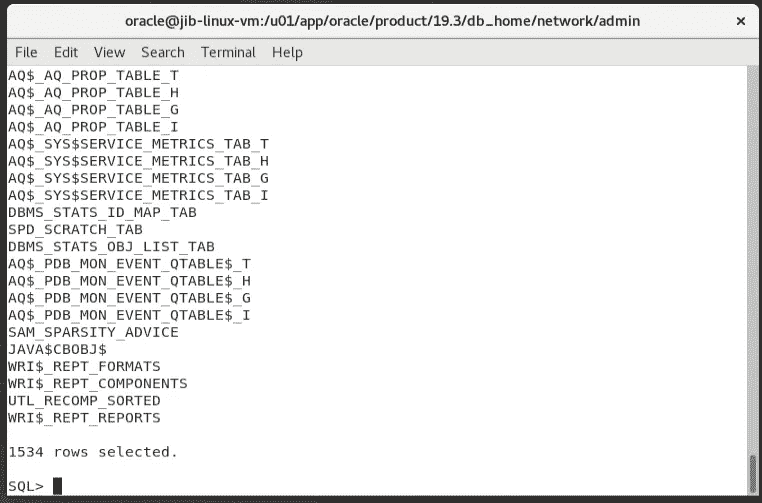 oracle@jib-linux-vm:/u01/app/oracle/product/19.3/db_home/network/admin
File Edit View Search Terminal Help
AQ$_AQ_PROP_TABLE_T
AQ$_AQ_PROP_TABLE_H
AQ$_AQ_PROP_TABLE_G
AQ$_AQ_PROP_TABLE_I
AQ$_SYS$SERVICE_METRICS_TAB_T
AQ$_SYS$SERVICE_METRICS_TAB_H
AQ$_SYS$SERVICE_METRICS_TAB_G
AQ$_SYS$SERVICE_METRICS_TAB_I
DBMS_STATS_ID_MAP_TAB
SPD_SCRATCH_TAB
DBMS_STATS_OBJ_LIST_TAB
AQ$_PDB_MON_EVENT_QTABLE$_T
AQ$_PDB_MON_EVENT_QTABLE$_H
AQ$_PDB_MON_EVENT_QTABLE$_G
AQ$_PDB_MON_EVENT_QTABLE$_I
SAM_SPARSITY_ADVICE
JAVA$CBOBJ$
WRI$_REPT_FORMATS
WRI$_REPT_COMPONENTS
UTL_RECOMP_SORTED
WRI$_REPT_REPORTS
1534 rows selected.
SQL>